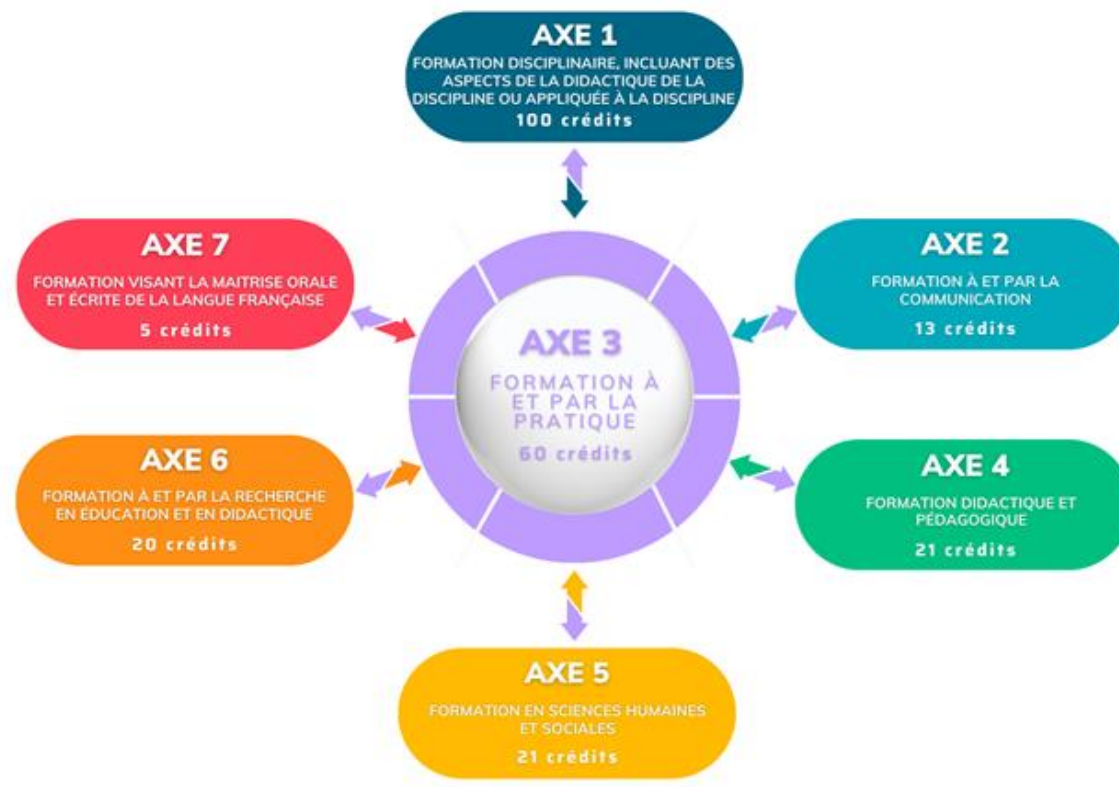 AXE 1
FORMATION DISCIPLINAIRE, INCLUANT DES
ASPECTS DE LA DIDACTIQUE DE LA
DISCIPLINE OU APPLIQUÉE À LA DISCIPLINE
100 crédits
AXE 7
FORMATION VISANT LA MAITRISE ORALE
ET ÉCRITE DE LA LANGUE FRANÇAISE
5 crédits
AXE 2
FORMATION À ET PAR LA
COMMUNICATION
13 crédits
AXE 3
FORMATION À
ET PAR LA
PRATIQUE
60 crédits
AXE 6
FORMATION À ET PAR LA RECHERCHE
EN ÉDUCATION ET EN DIDACTIQUE
20 crédits
AXE 4
FORMATION DIDACTIQUE ET
PÉDAGOGIQUE
21 crédits
AXE 5
FORMATION EN SCIENCES HUMAINES
ET SOCIALES
21 crédits